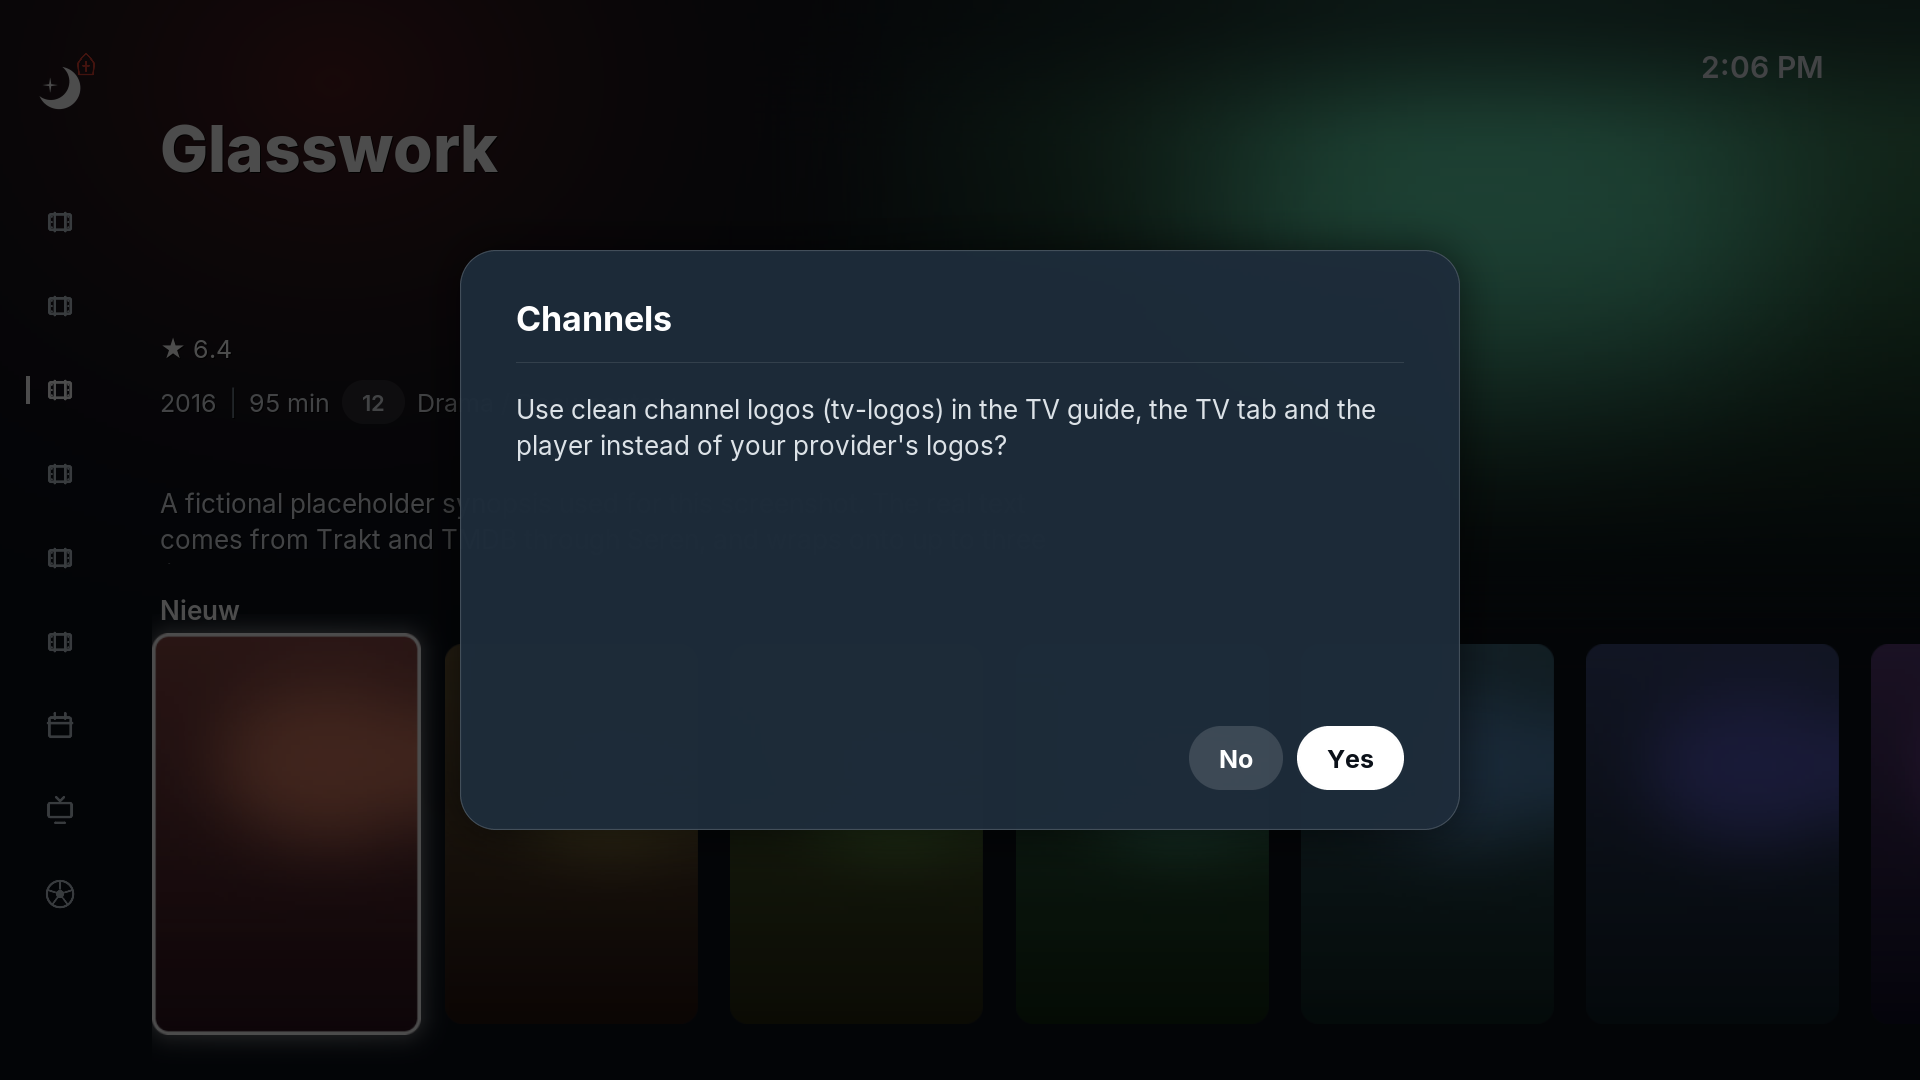 2:06 PM
Glasswork
★ 6.4
2016 | 95 min 12
Channels
Use clean channel logos (tv-logos) in the TV guide, the TV tab and the
player instead of your provider's logos?
A fictional placeholder
comes from Trakt and
Nieuw
No
Yes